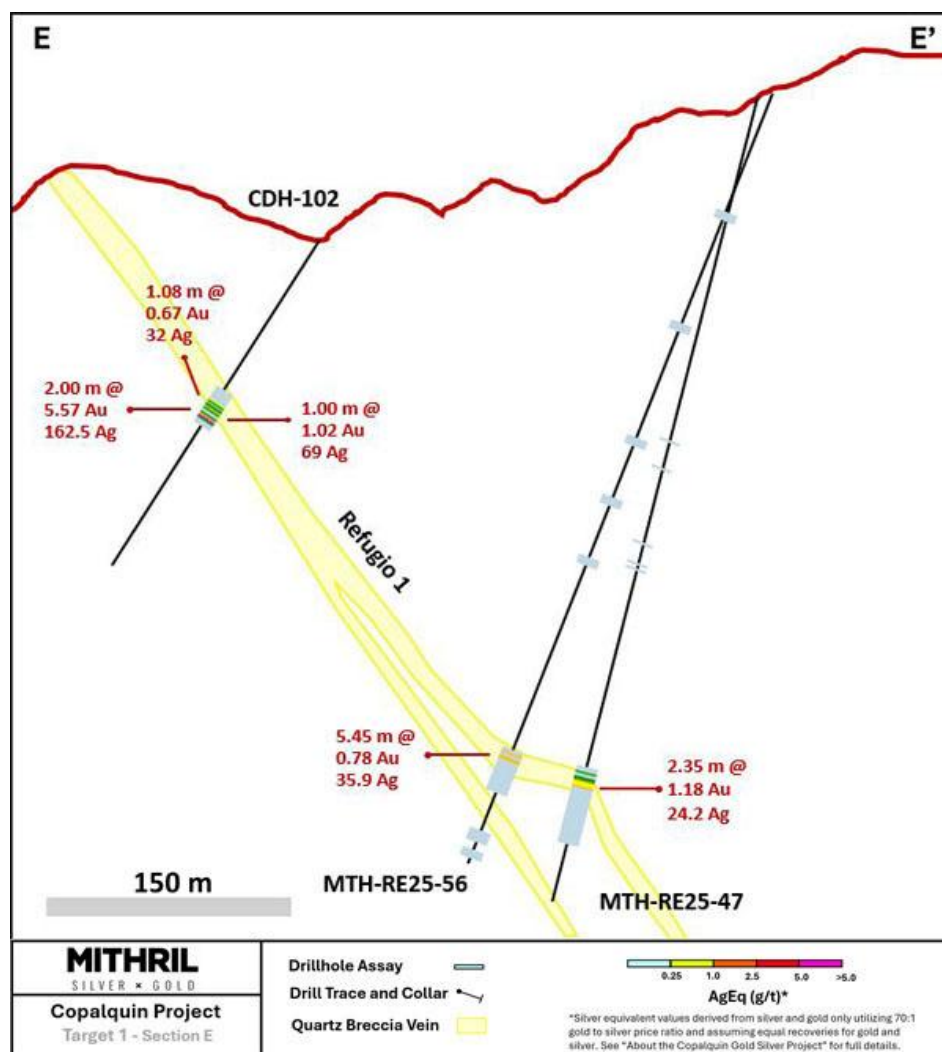 E
E’
CDH-102
1.08 m @
0.67 Au
32 Ag
2.00 m @
5.57 Au
162.5 Ag
1.00 m @
1.02 Au
69 Ag
Refugio 1
5.45 m @
0.78 Au
35.9 Ag
2.35 m @
1.18 Au
24.2 Ag
150 m
MTH-RE25-56
MTH-RE25-47
MITHRIL
SILVER × GOLD
Copalquin Project
Target 1 - Section E
Drillhole Assay
Drill Trace and Collar
Quartz Breccia Vein
0.25 1.0 2.5 5.0 >5.0
AgEq (g/t)*
*Silver equivalent values derived from silver and gold only utilizing 70:1
gold to silver price ratio and assuming equal recoveries for gold and
silver. See “About the Copalquin Gold Silver Project” for full details.